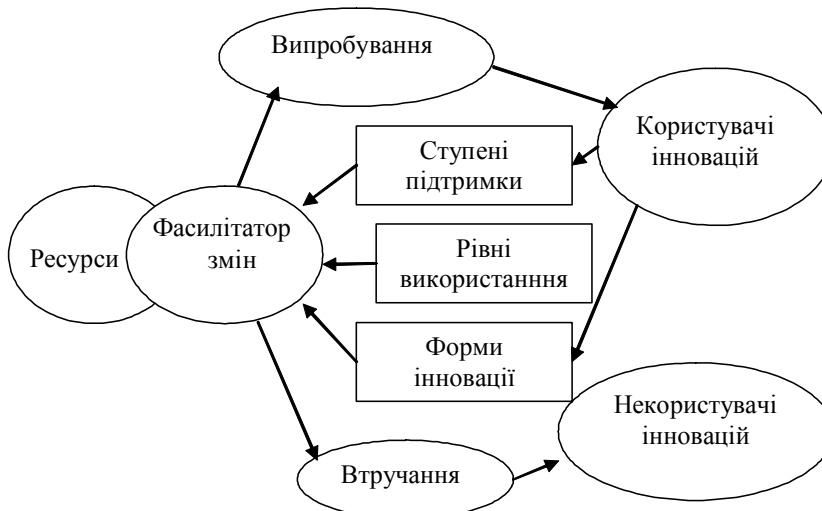 Випробування
Користувачі
інновацій
Ступені
підтримки
Фасилітатор
змін
Ресурси
Рівні
використанння
Форми
інновації
Некористувачі
інновацій
Втручання